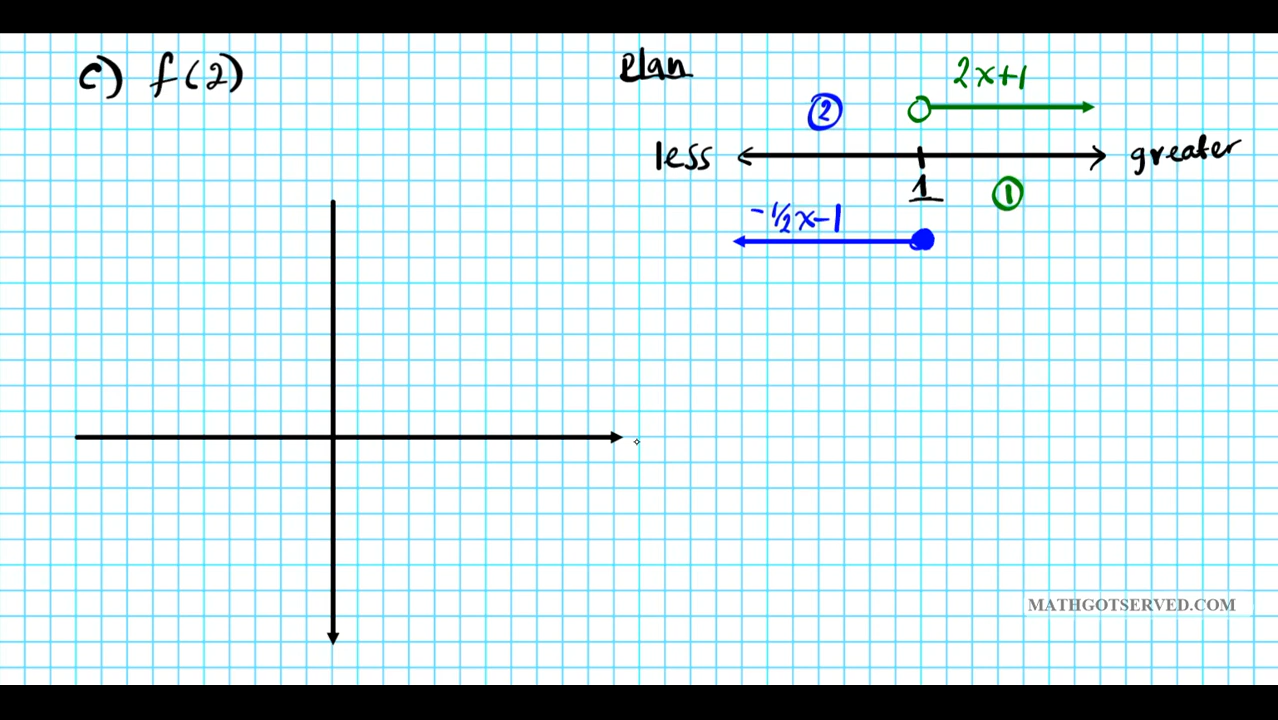 c) f(2)
Plan
2x+1
②
less
greater
1
①
-1/2x-1
MATHGOTSERVED.COM